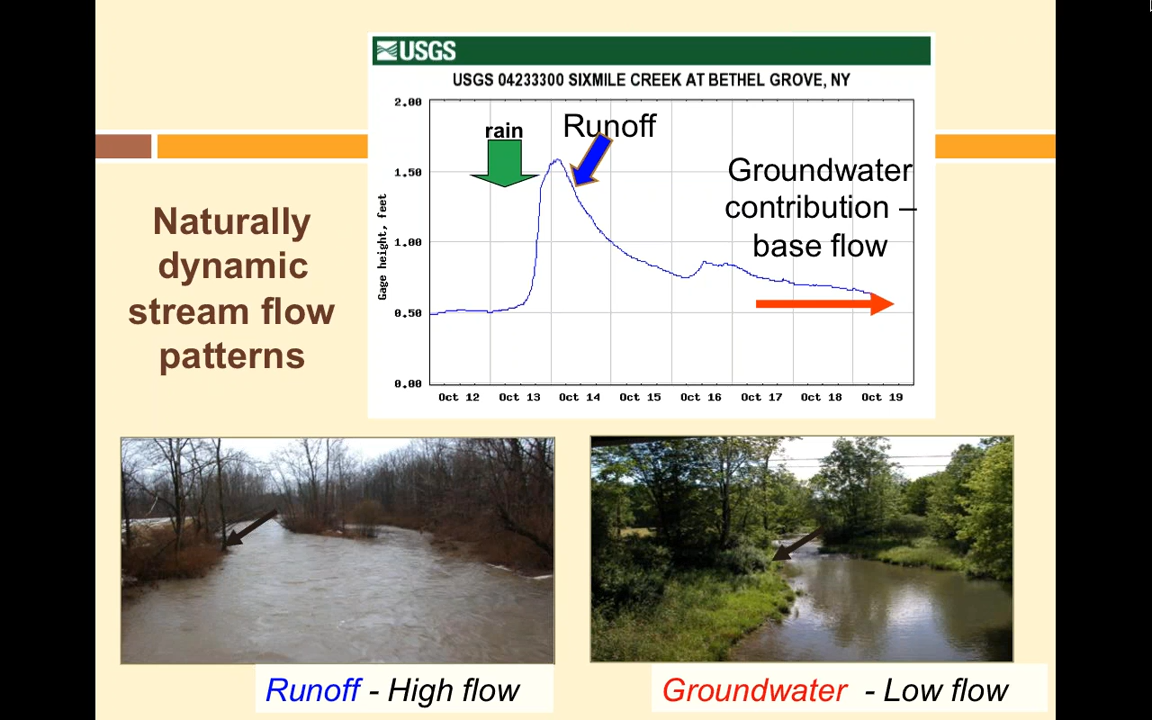 USGS
USGS 04233300 SIXMILE CREEK AT BETHEL GROVE, NY
2.00
1.50
1.00
0.50
0.00
Gage height, feet
rain
Runoff
Groundwater
contribution –
base flow
Oct 12 Oct 13 Oct 14 Oct 15 Oct 16 Oct 17 Oct 18 Oct 19
Naturally
dynamic
stream flow
patterns
Runoff - High flow
Groundwater - Low flow